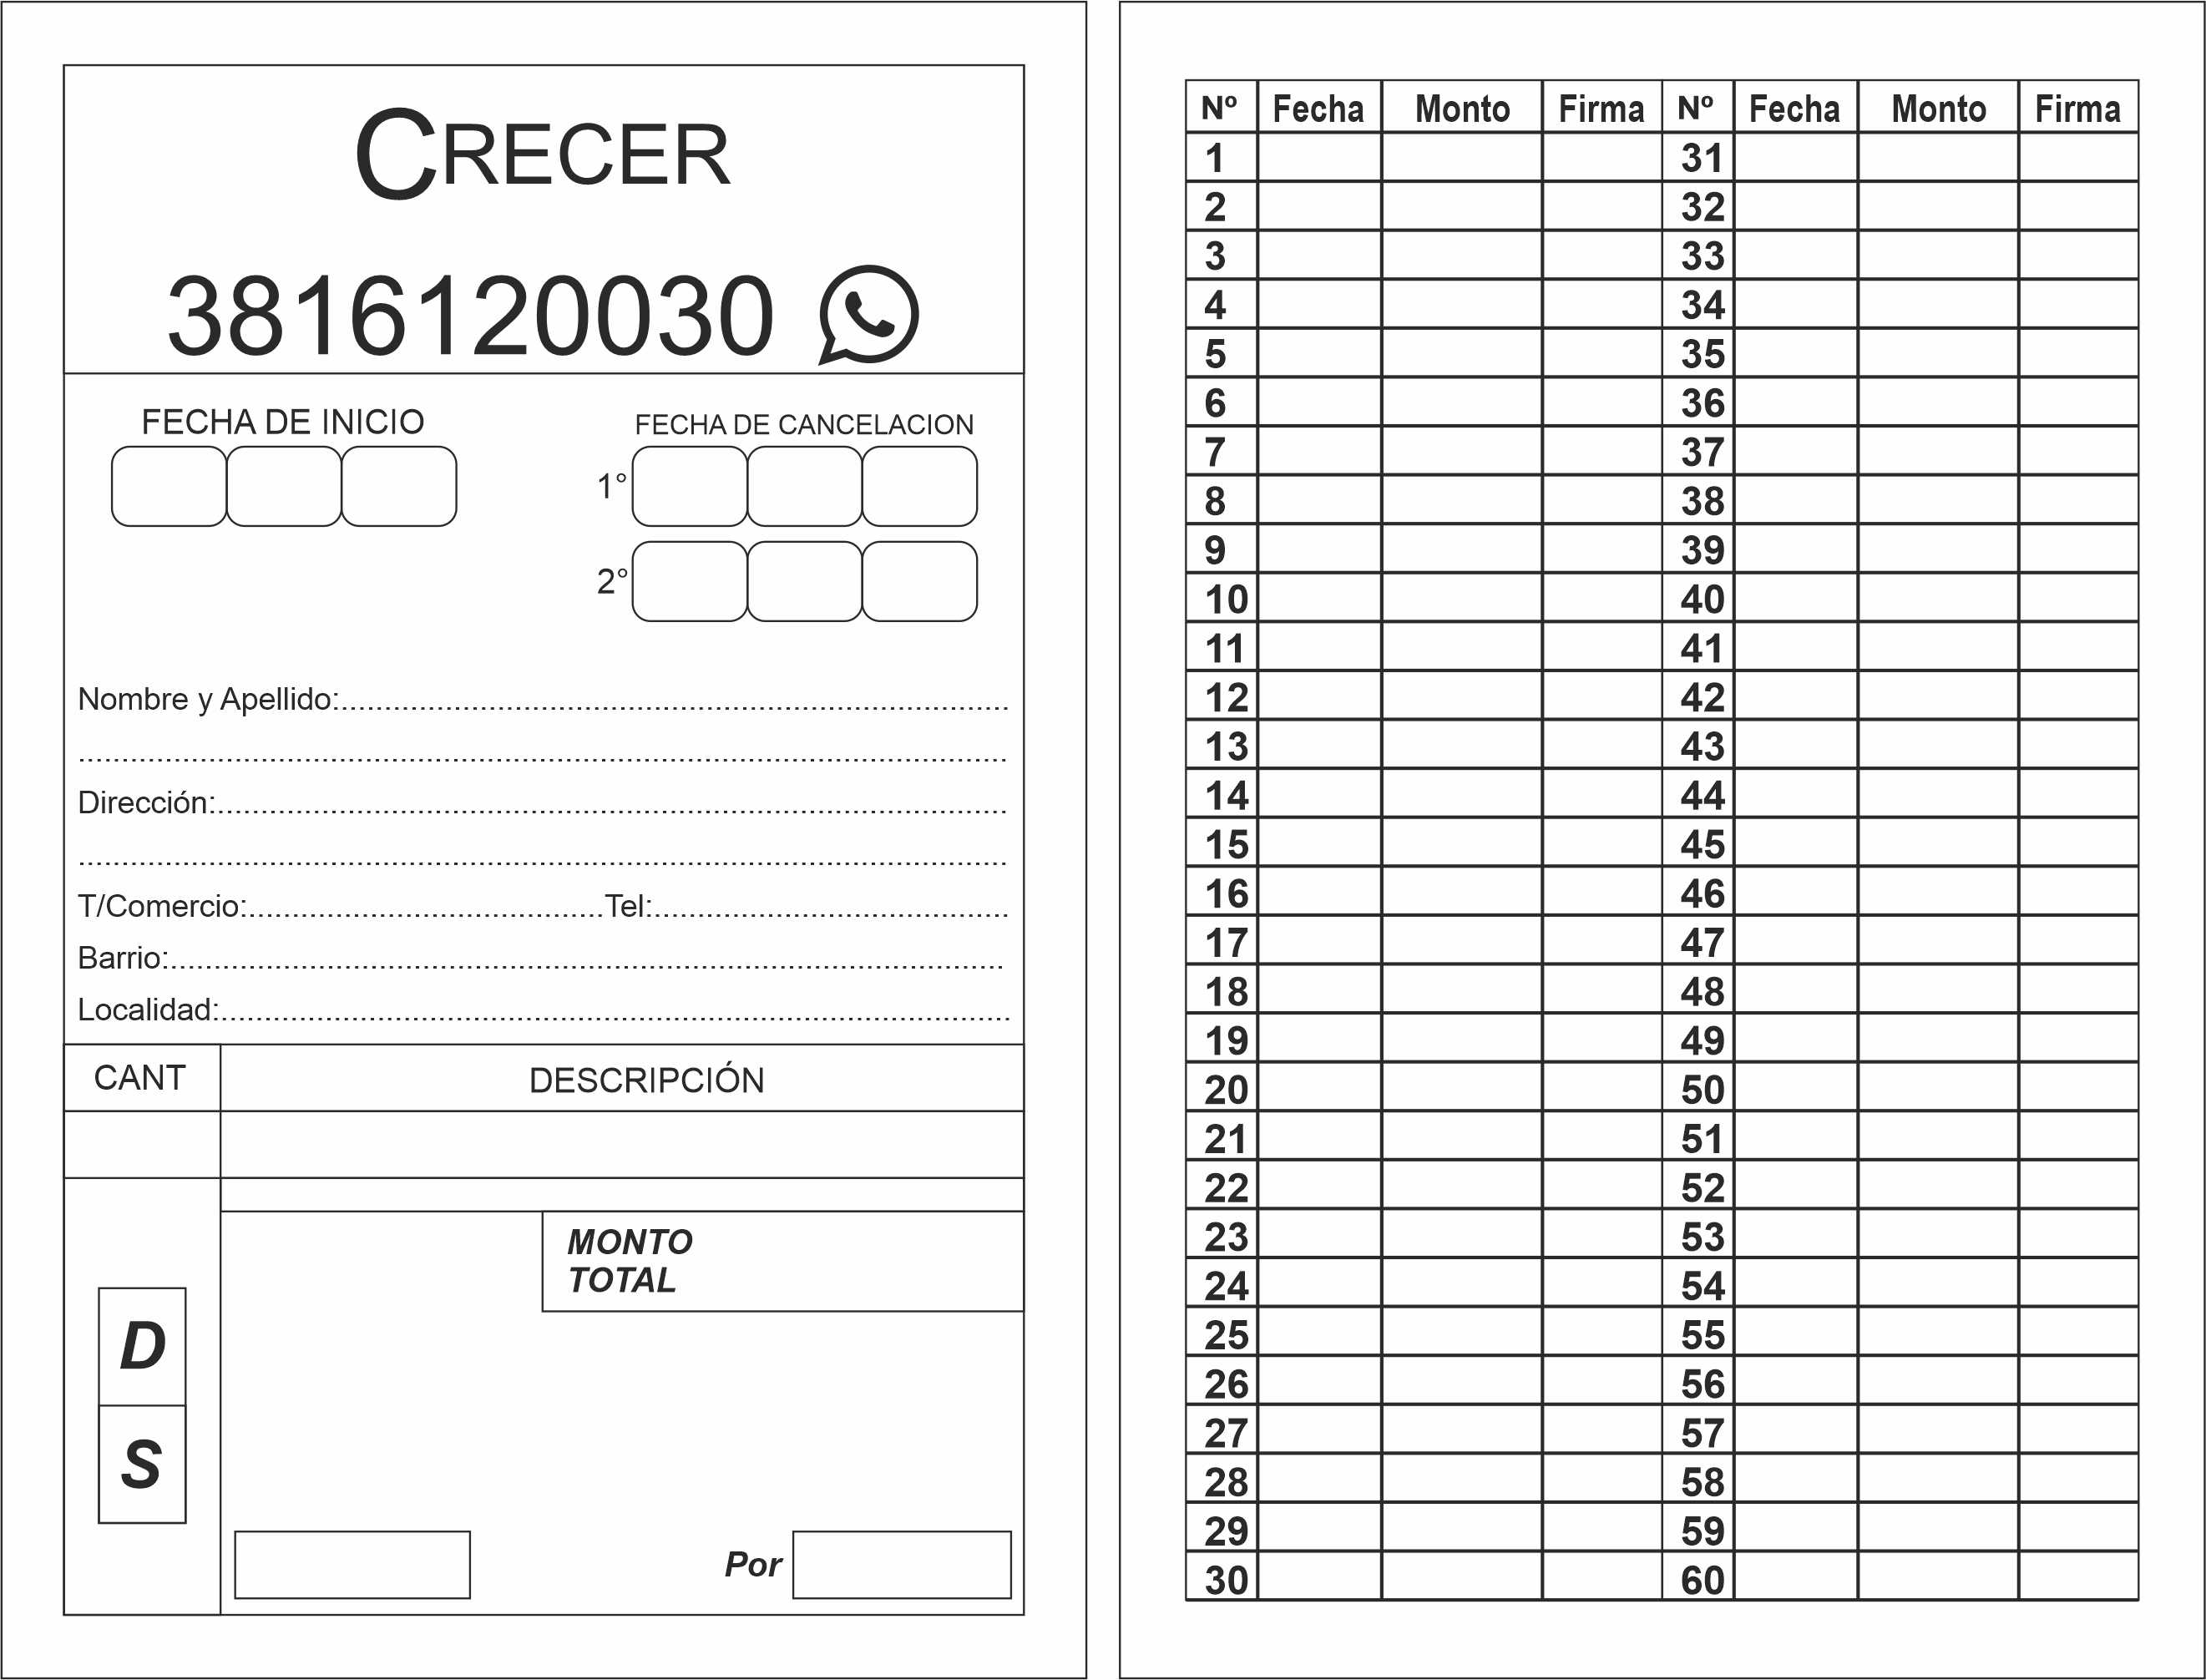 CRECER
3816120030
FECHA DE INICIO
FECHA DE CANCELACION
1°
2°
Nombre y Apellido:
Dirección:
T/Comercio: Tel:
Barrio:
Localidad:
CANT DESCRIPCIÓN
MONTO
TOTAL
D
S
Por
Nº Fecha Monto Firma Nº Fecha Monto Firma
1 31
2 32
3 33
4 34
5 35
6 36
7 37
8 38
9 39
10 40
11 41
12 42
13 43
14 44
15 45
16 46
17 47
18 48
19 49
20 50
21 51
22 52
23 53
24 54
25 55
26 56
27 57
28 58
29 59
30 60